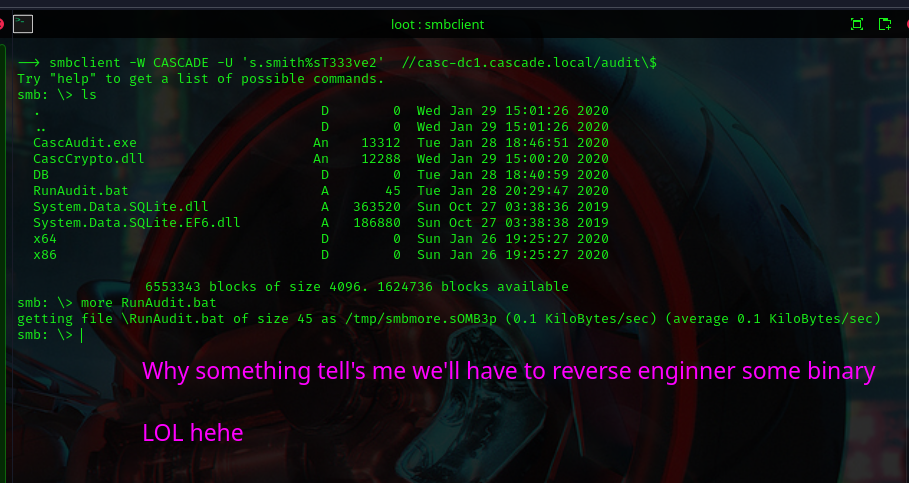 loot : smbclient
—> smbclient -W CASCADE -U 's.smith%sT333ve2'  //casc-dc1.cascade.local/audit\$
Try "help" to get a list of possible commands.
smb: \> ls
  .                                   D        0  Wed Jan 29 15:01:26 2020
  ..                                  D        0  Wed Jan 29 15:01:26 2020
  CascAudit.exe                      An    13312  Tue Jan 28 18:46:51 2020
  CascCrypto.dll                     An    12288  Wed Jan 29 15:00:20 2020
  DB                                  D        0  Tue Jan 28 18:40:59 2020
  RunAudit.bat                        A       45  Tue Jan 28 20:29:47 2020
  System.Data.SQLite.dll              A   363520  Sun Oct 27 03:38:36 2019
  System.Data.SQLite.EF6.dll          A   186880  Sun Oct 27 03:38:38 2019
  x64                                 D        0  Sun Jan 26 19:25:27 2020
  x86                                 D        0  Sun Jan 26 19:25:27 2020
6553343 blocks of size 4096. 1624736 blocks available
smb: \> more RunAudit.bat
getting file \RunAudit.bat of size 45 as /tmp/smbmore.sOMB3p (0.1 KiloBytes/sec) (average 0.1 KiloBytes/sec)
smb: \>
Why something tell's me we'll have to reverse enginner some binary
LOL hehe